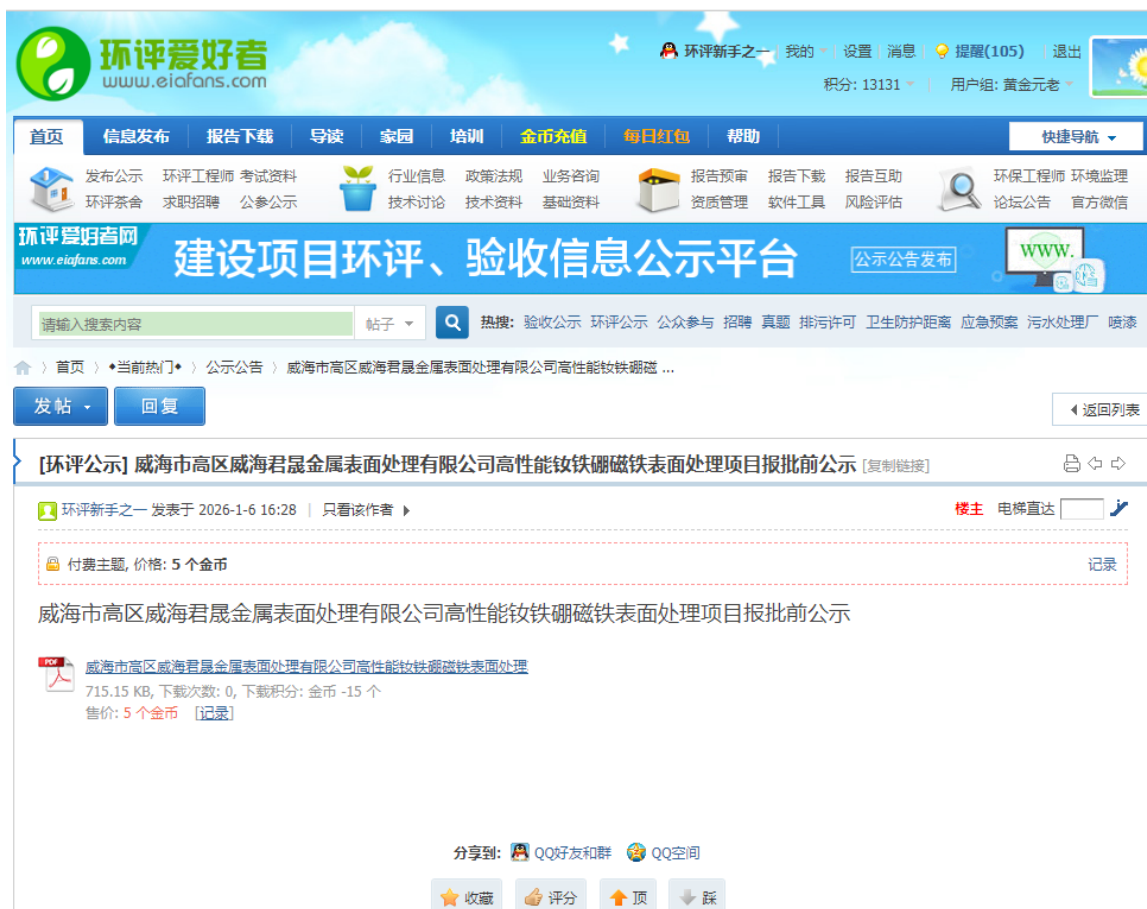 环评爱好者
www.eiafans.com
环评新手之一 我的 设置 消息 提醒(105) 退出
积分: 13131 用户组: 黄金元老
首页 信息发布 报告下载 导读 家园 培训 金币充值 每日红包 帮助 快捷导航
发布公示 环评工程师 考试资料 行业信息 政策法规 业务咨询 报告预审 报告下载 报告互助 环保工程师 环境监理
环评茶舍 求职招聘 公参公示 技术讨论 技术资料 基础资料 资质管理 软件工具 风险评估 论坛公告 官方微信
环评爱好者网
www.eiafans.com
建设项目环评、验收信息公示平台
公示公告发布
WWW.
请输入搜索内容 帖子 热搜: 验收公示 环评公示 公众参与 招聘 真题 排污许可 卫生防护距离 应急预案 污水处理厂 喷漆
〉 首页 〉 ◆当前热门◆ 〉 公示公告 〉 威海市高区威海君晟金属表面处理有限公司高性能钕铁硼磁 ...
发帖 回复 返回列表
[环评公示] 威海市高区威海君晟金属表面处理有限公司高性能钕铁硼磁铁表面处理项目报批前公示 [复制链接]
环评新手之一 发表于 2026-1-6 16:28 | 只看该作者 楼主 电梯直达
付费主题, 价格: 5 个金币 记录
威海市高区威海君晟金属表面处理有限公司高性能钕铁硼磁铁表面处理项目报批前公示
PDF
威海市高区威海君晟金属表面处理有限公司高性能钕铁硼磁铁表面处理
715.15 KB, 下载次数: 0, 下载积分: 金币 -15 个
售价: 5 个金币 [记录]
分享到: QQ好友和群 QQ空间
收藏 评分 顶 踩